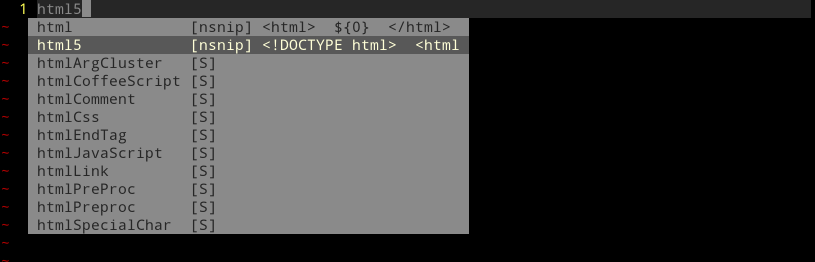 1 html5
~ html [nsnip] <html> ${0} </html>
~ html5 [nsnip] <!DOCTYPE html> <html
~ htmlArgCluster [S]
~ htmlCoffeeScript [S]
~ htmlComment [S]
~ htmlCss [S]
~ htmlEndTag [S]
~ htmlJavaScript [S]
~ htmlLink [S]
~ htmlPreProc [S]
~ htmlPreproc [S]
~ htmlSpecialChar [S]
~
~